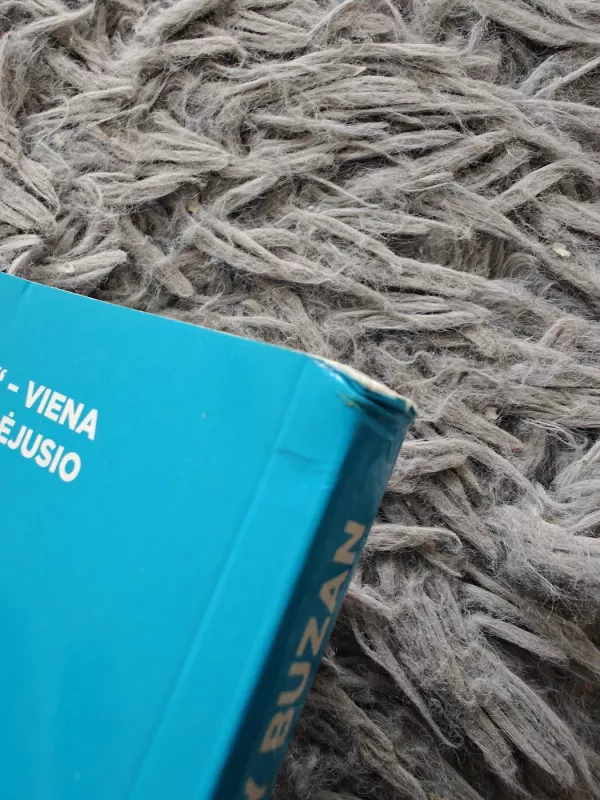 “ – VIENA
ĖJUSIO
Y BUZAN